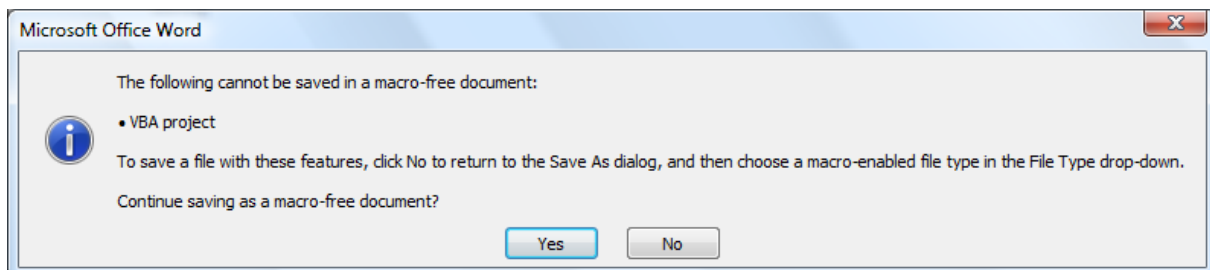 Microsoft Office Word
The following cannot be saved in a macro-free document:
• VBA project
To save a file with these features, click No to return to the Save As dialog, and then choose a macro-enabled file type in the File Type drop-down.
Continue saving as a macro-free document?
Yes No